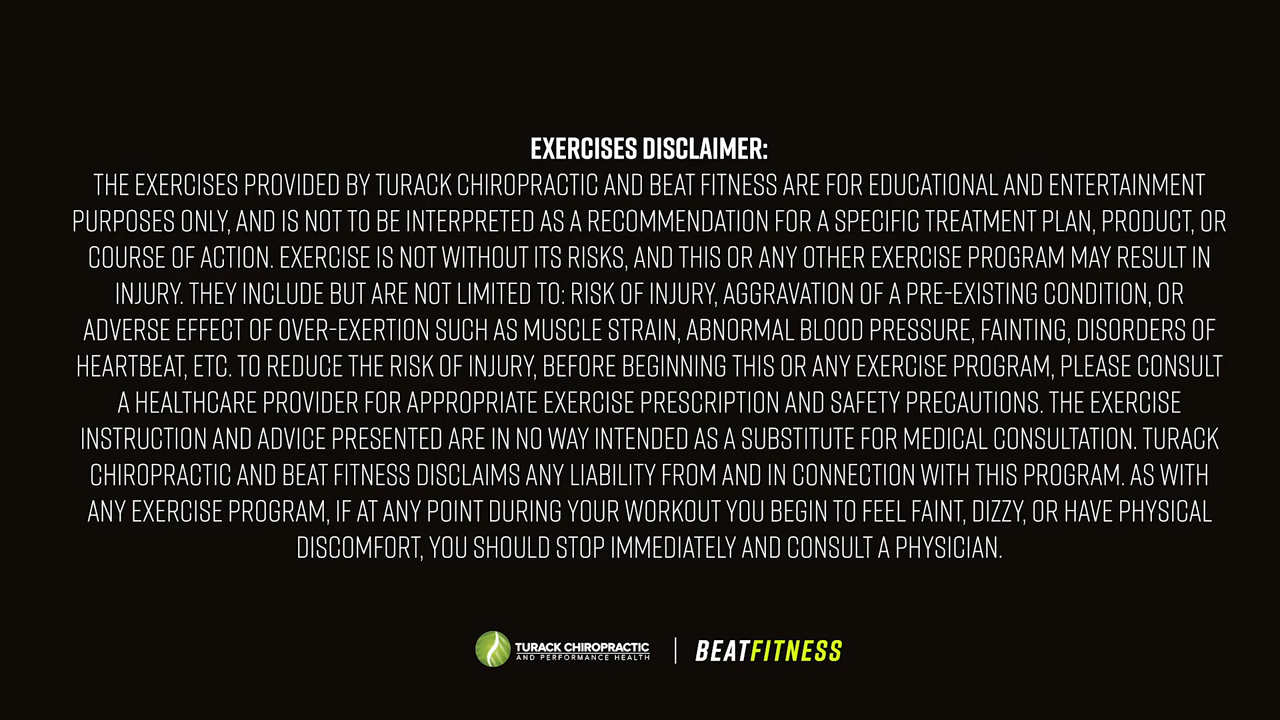 EXERCISES DISCLAIMER:
THE EXERCISES PROVIDED BY TURACK CHIROPRACTIC AND BEAT FITNESS ARE FOR EDUCATIONAL AND ENTERTAINMENT
PURPOSES ONLY, AND IS NOT TO BE INTERPRETED AS A RECOMMENDATION FOR A SPECIFIC TREATMENT PLAN, PRODUCT, OR
COURSE OF ACTION. EXERCISE IS NOT WITHOUT ITS RISKS, AND THIS OR ANY OTHER EXERCISE PROGRAM MAY RESULT IN
INJURY. THEY INCLUDE BUT ARE NOT LIMITED TO: RISK OF INJURY, AGGRAVATION OF A PRE-EXISTING CONDITION, OR
ADVERSE EFFECT OF OVER-EXERTION SUCH AS MUSCLE STRAIN, ABNORMAL BLOOD PRESSURE, FAINTING, DISORDERS OF
HEARTBEAT, ETC. TO REDUCE THE RISK OF INJURY, BEFORE BEGINNING THIS OR ANY EXERCISE PROGRAM, PLEASE CONSULT
A HEALTHCARE PROVIDER FOR APPROPRIATE EXERCISE PRESCRIPTION AND SAFETY PRECAUTIONS. THE EXERCISE
INSTRUCTION AND ADVICE PRESENTED ARE IN NO WAY INTENDED AS A SUBSTITUTE FOR MEDICAL CONSULTATION. TURACK
CHIROPRACTIC AND BEAT FITNESS DISCLAIMS ANY LIABILITY FROM AND IN CONNECTION WITH THIS PROGRAM. AS WITH
ANY EXERCISE PROGRAM, IF AT ANY POINT DURING YOUR WORKOUT YOU BEGIN TO FEEL FAINT, DIZZY, OR HAVE PHYSICAL
DISCOMFORT, YOU SHOULD STOP IMMEDIATELY AND CONSULT A PHYSICIAN.
TURACK CHIROPRACTIC
AND PERFORMANCE HEALTH
BEATFITNESS